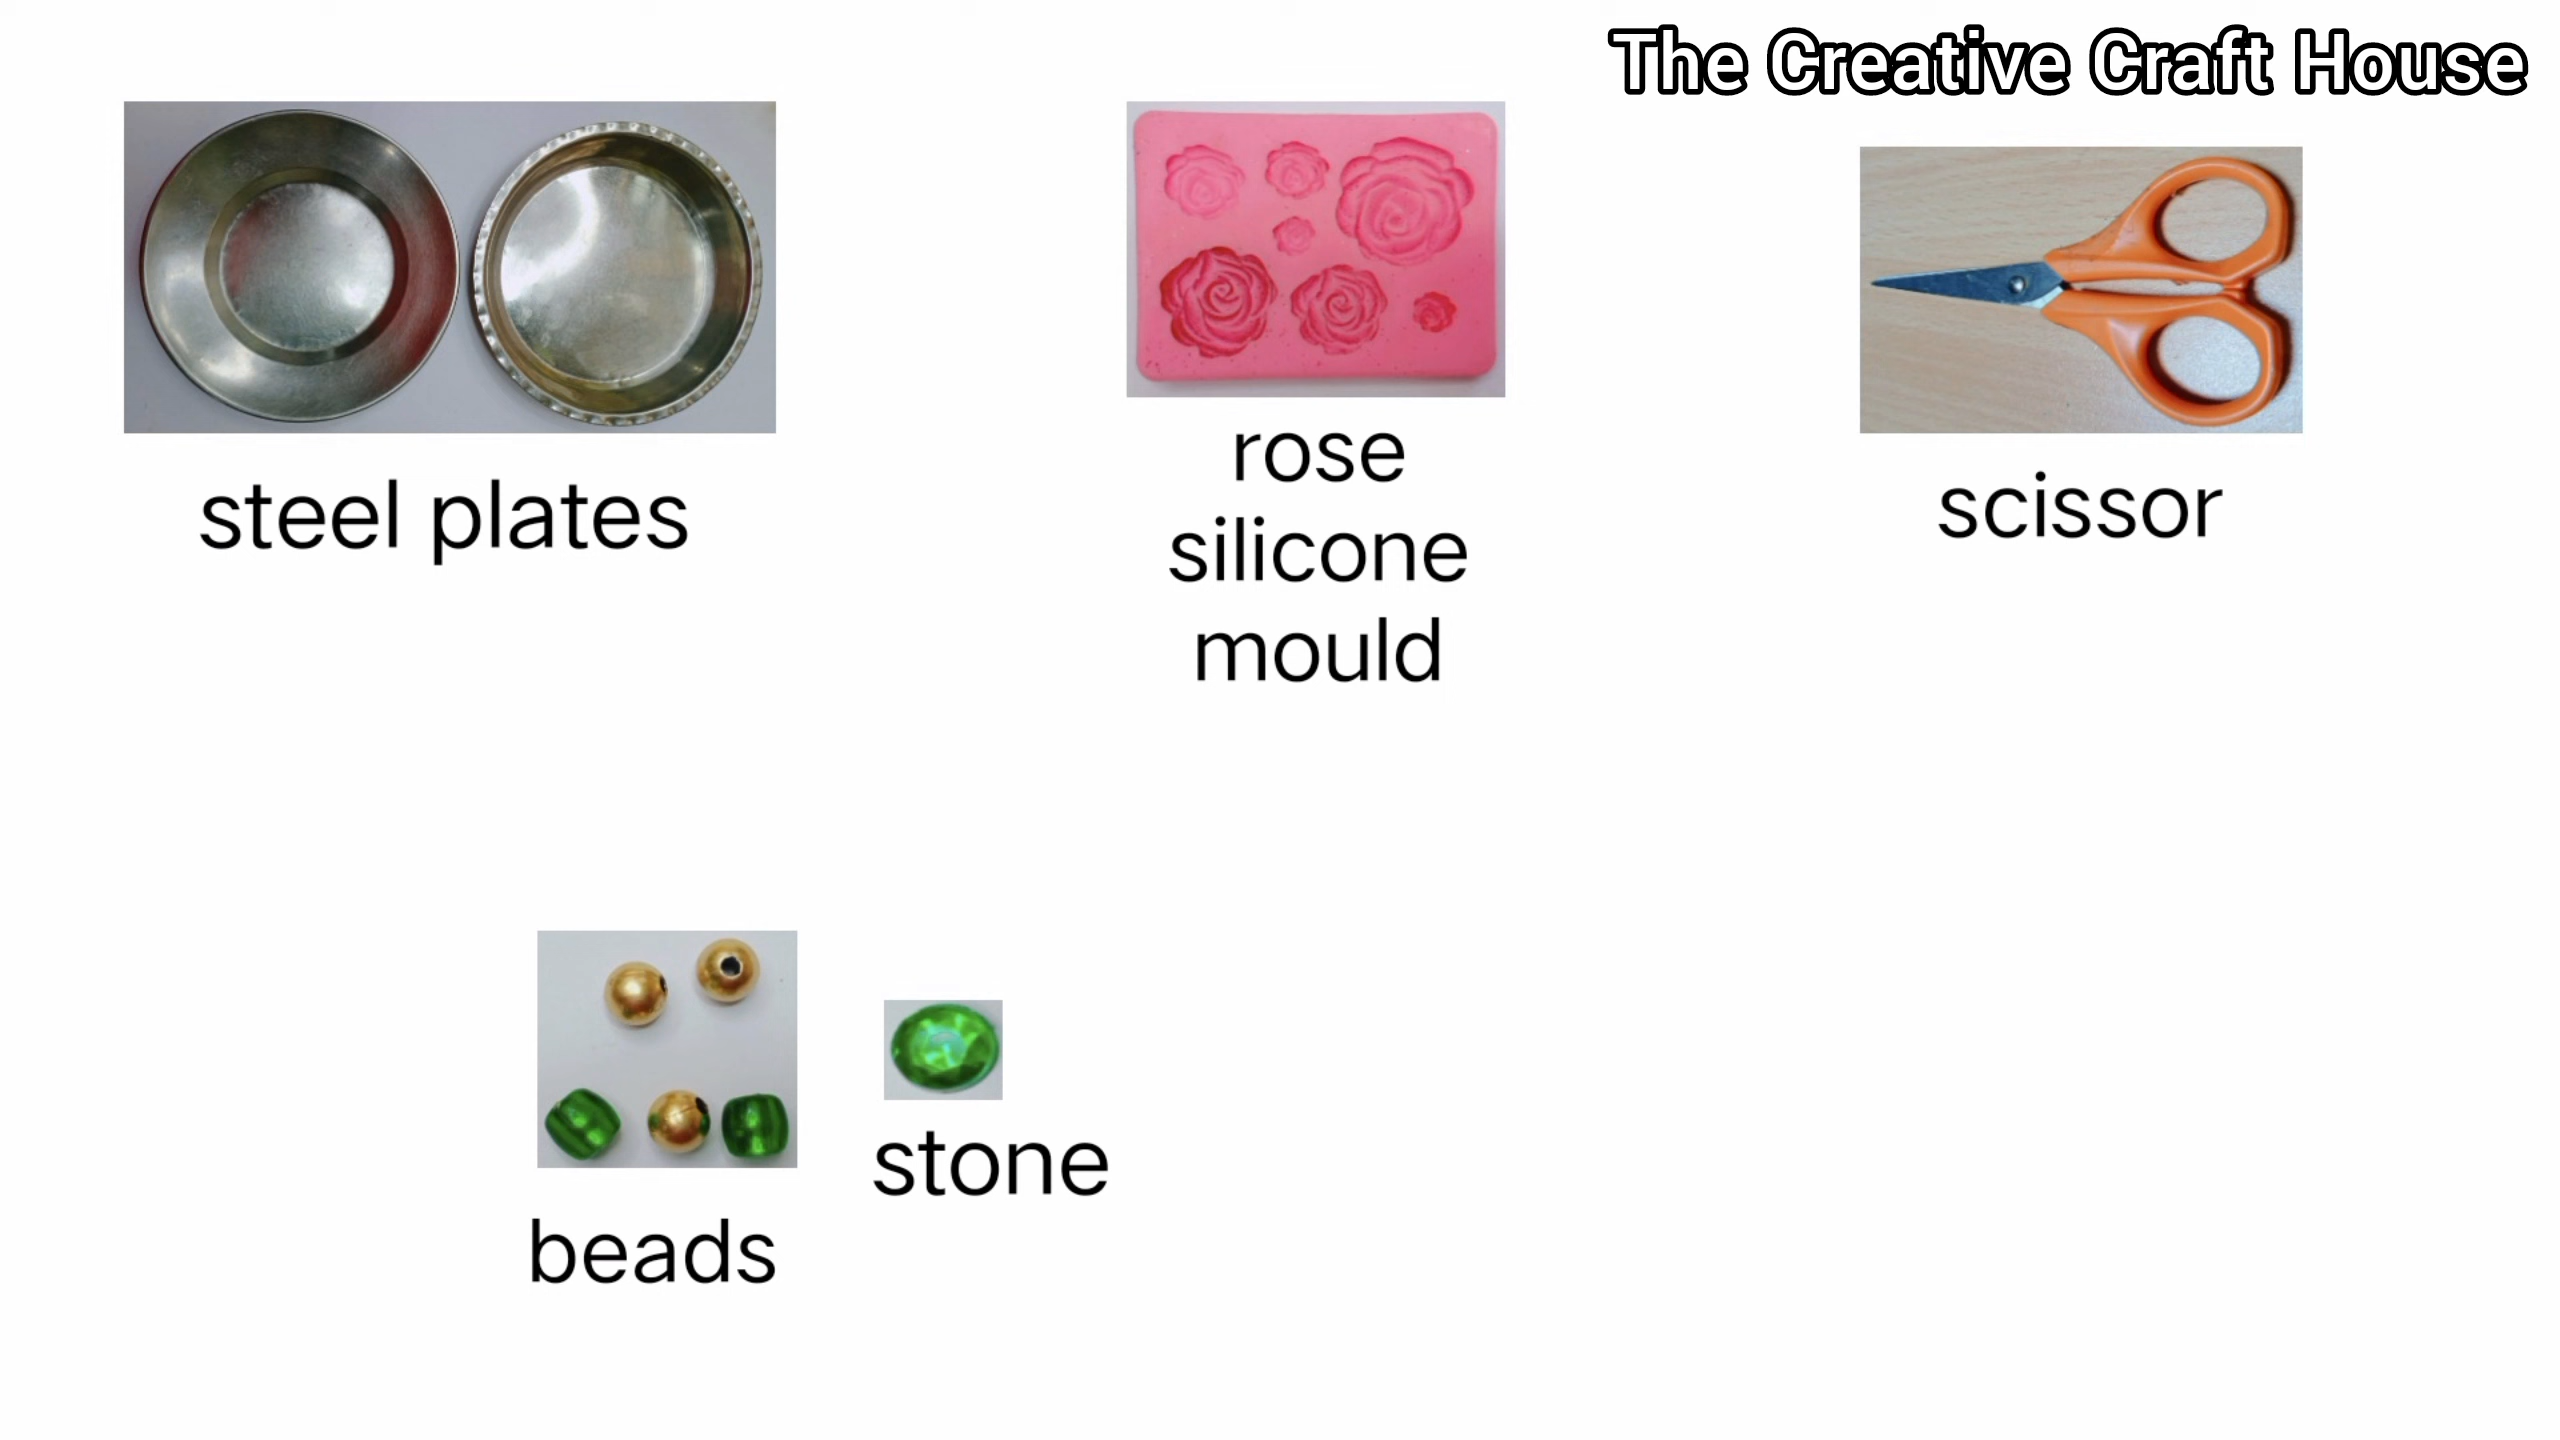 The Creative Craft House
steel plates
rose
silicone
mould
scissor
beads
stone